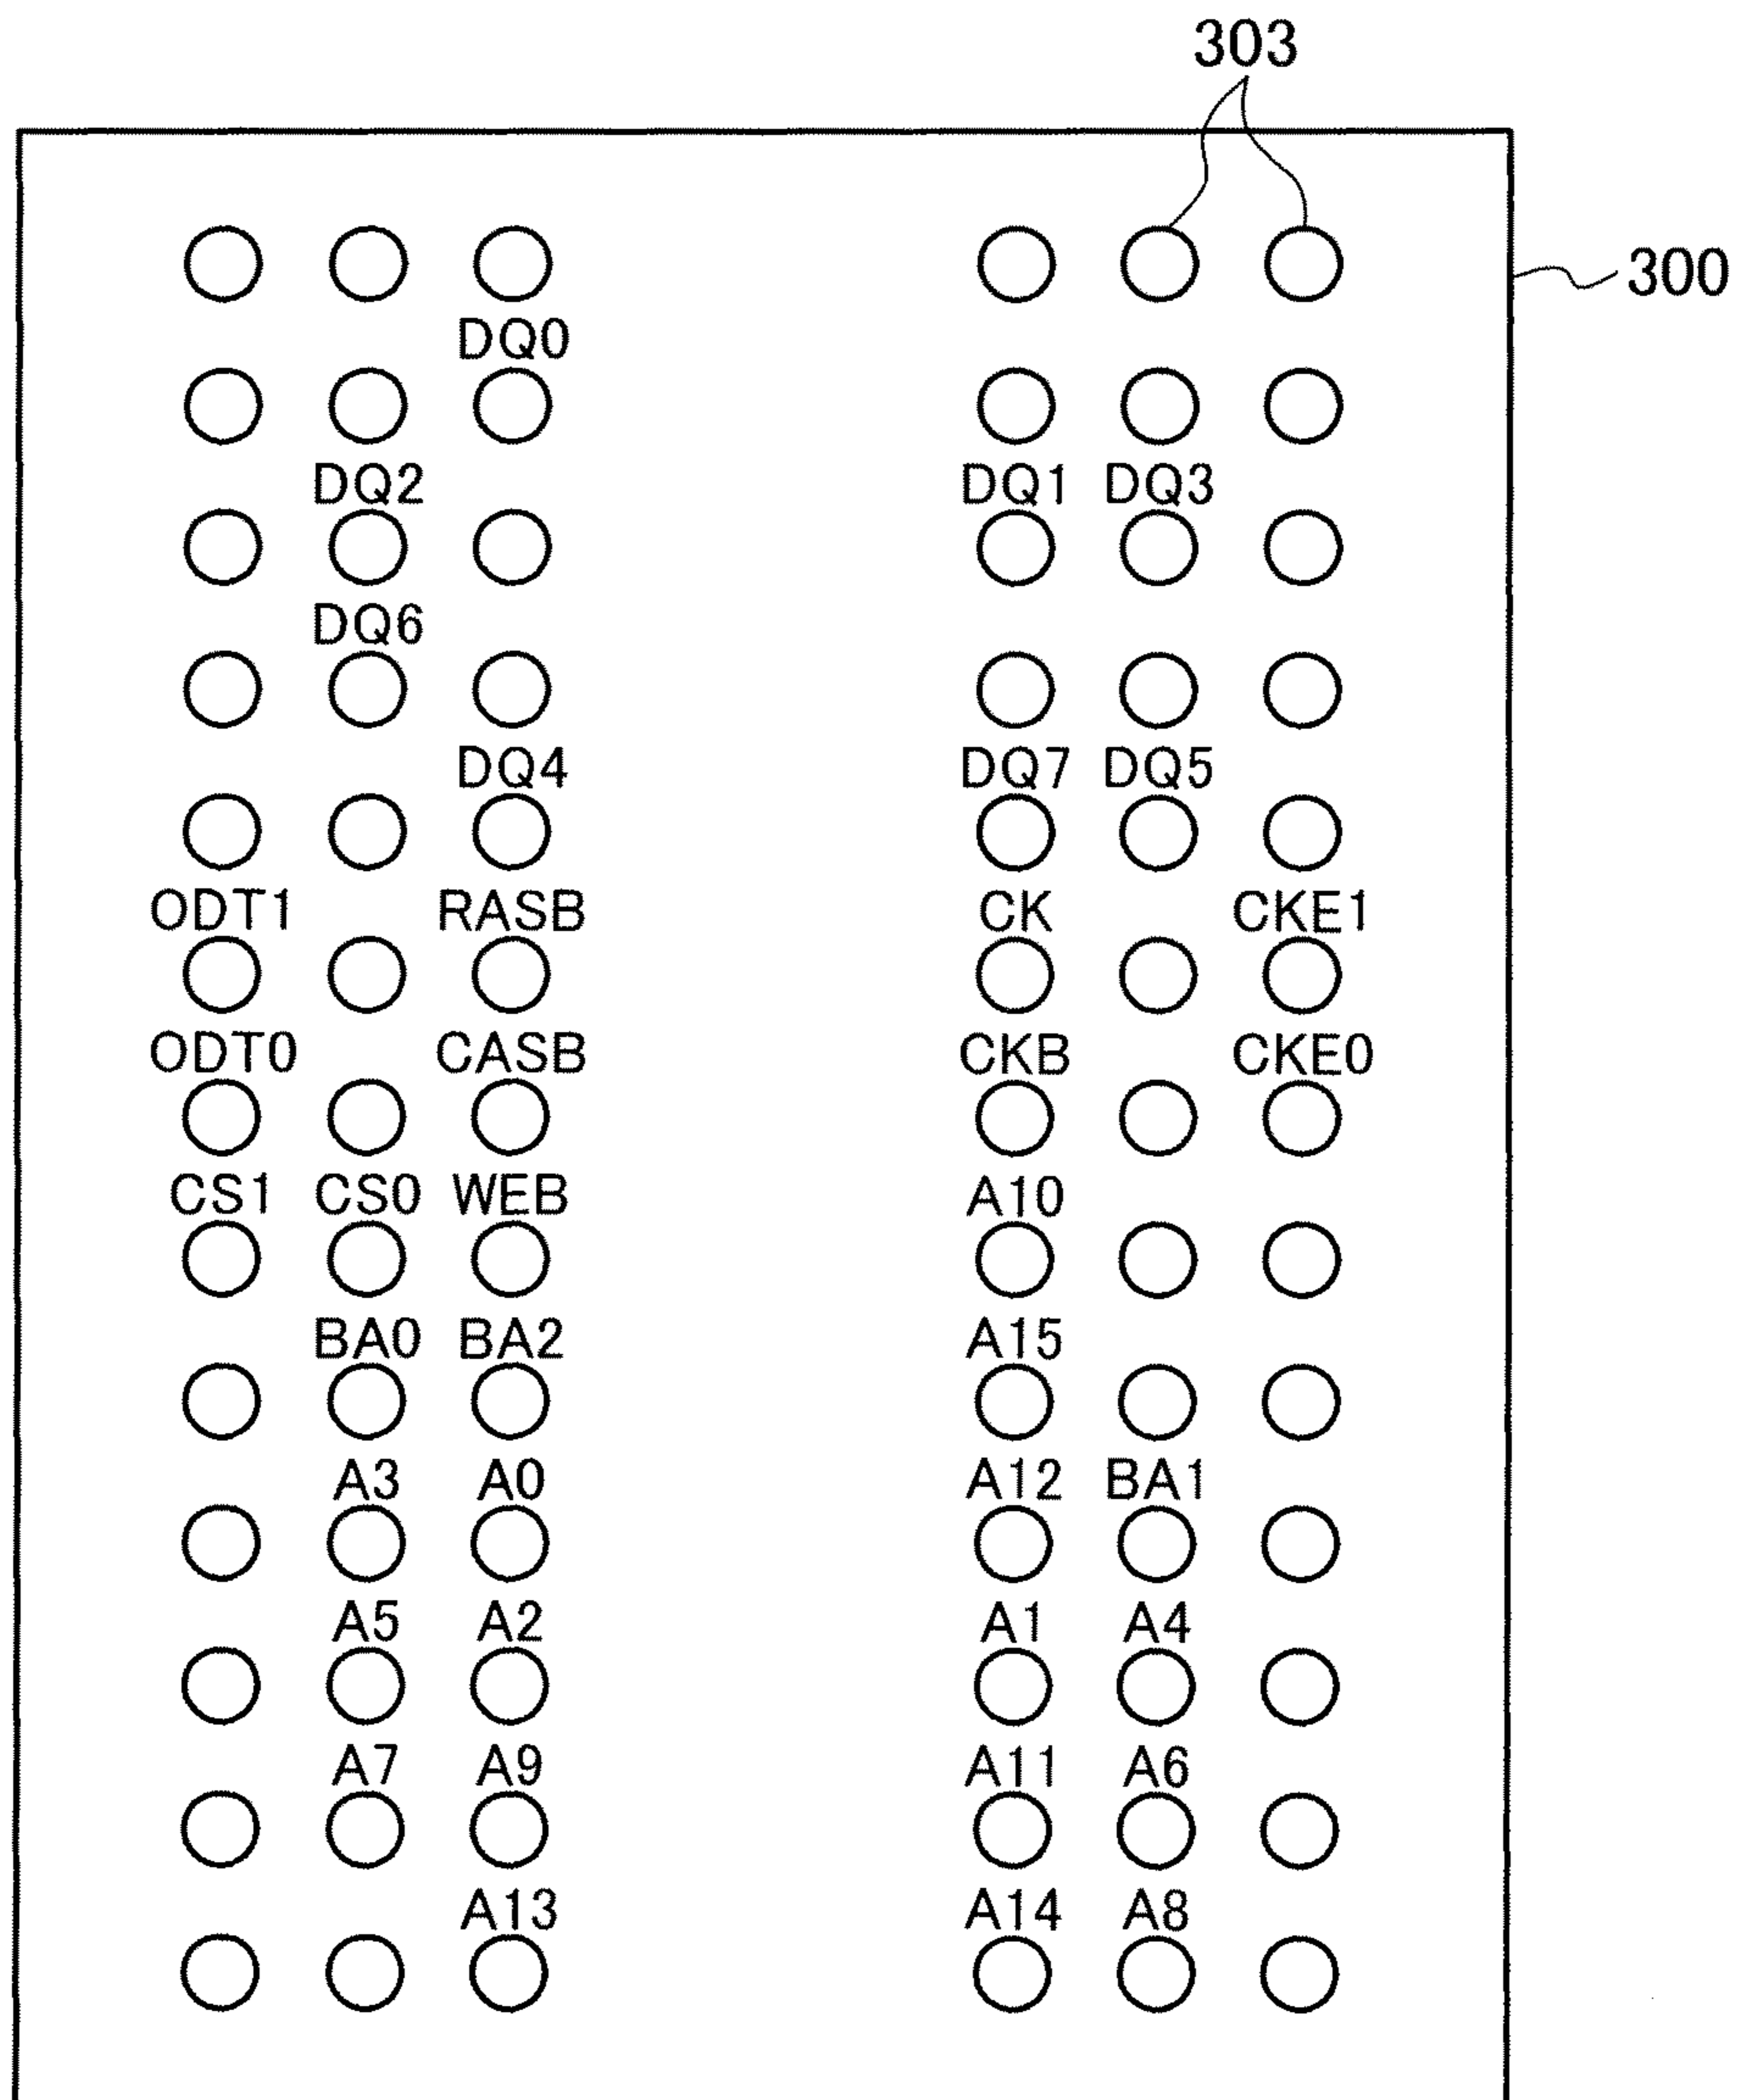 303
300
DQ0
DQ2 DQ1 DQ3
DQ6
DQ4 DQ7 DQ5
ODT1 RASB CK CKE1
ODT0 CASB CKB CKE0
CS1 CS0 WEB A10
BA0 BA2 A15
A3 A0 A12 BA1
A5 A2 A1 A4
A7 A9 A11 A6
A13 A14 A8